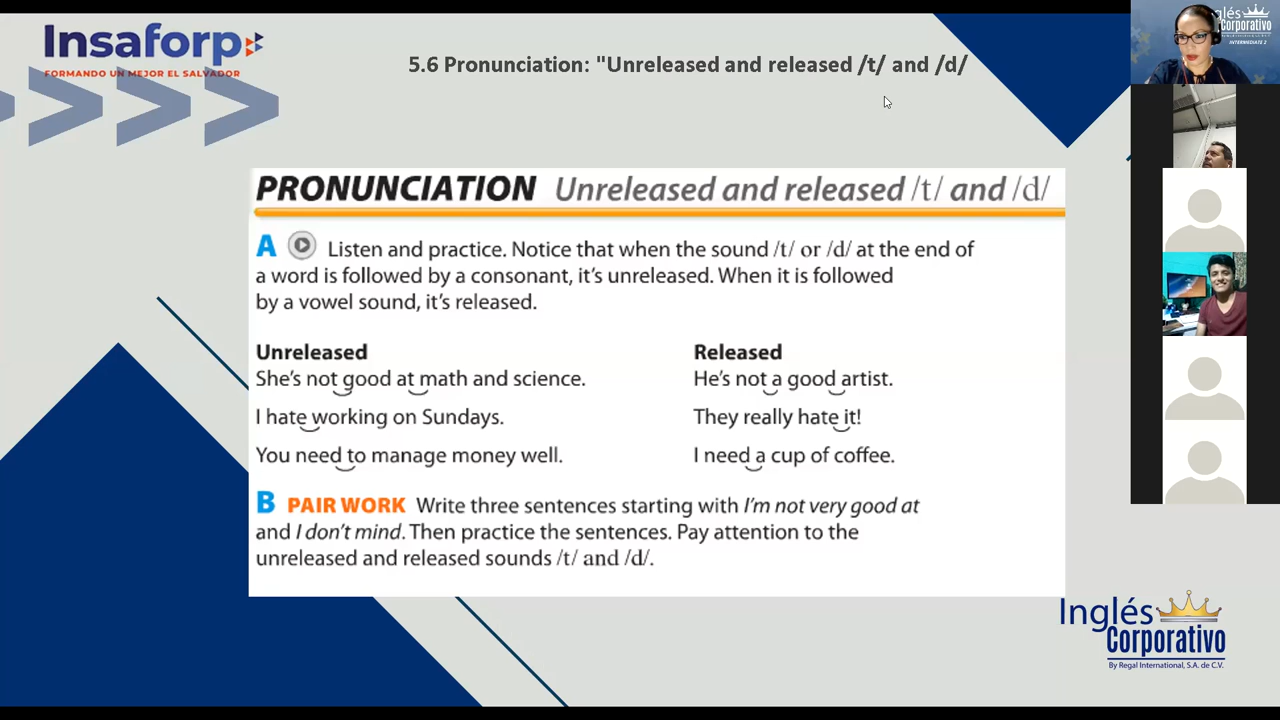 Insaforp
FORMANDO UN MEJOR EL SALVADOR
5.6 Pronunciation: "Unreleased and released /t/ and /d/
Inglés
Corporativo
INTERMEDIATE 2
PRONUNCIATION Unreleased and released /t/ and /d/
A Listen and practice. Notice that when the sound /t/ or /d/ at the end of
a word is followed by a consonant, it's unreleased. When it is followed
by a vowel sound, it's released.
Unreleased
She's not good at math and science.
I hate working on Sundays.
You need to manage money well.
Released
He's not a good artist.
They really hate it!
I need a cup of coffee.
B PAIR WORK Write three sentences starting with I'm not very good at
and I don't mind. Then practice the sentences. Pay attention to the
unreleased and released sounds /t/ and /d/.
Inglés
Corporativo
By Regal International, S.A. de C.V.